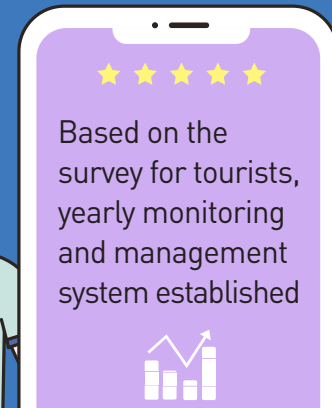 Based on the
survey for tourists,
yearly monitoring
and management
system established